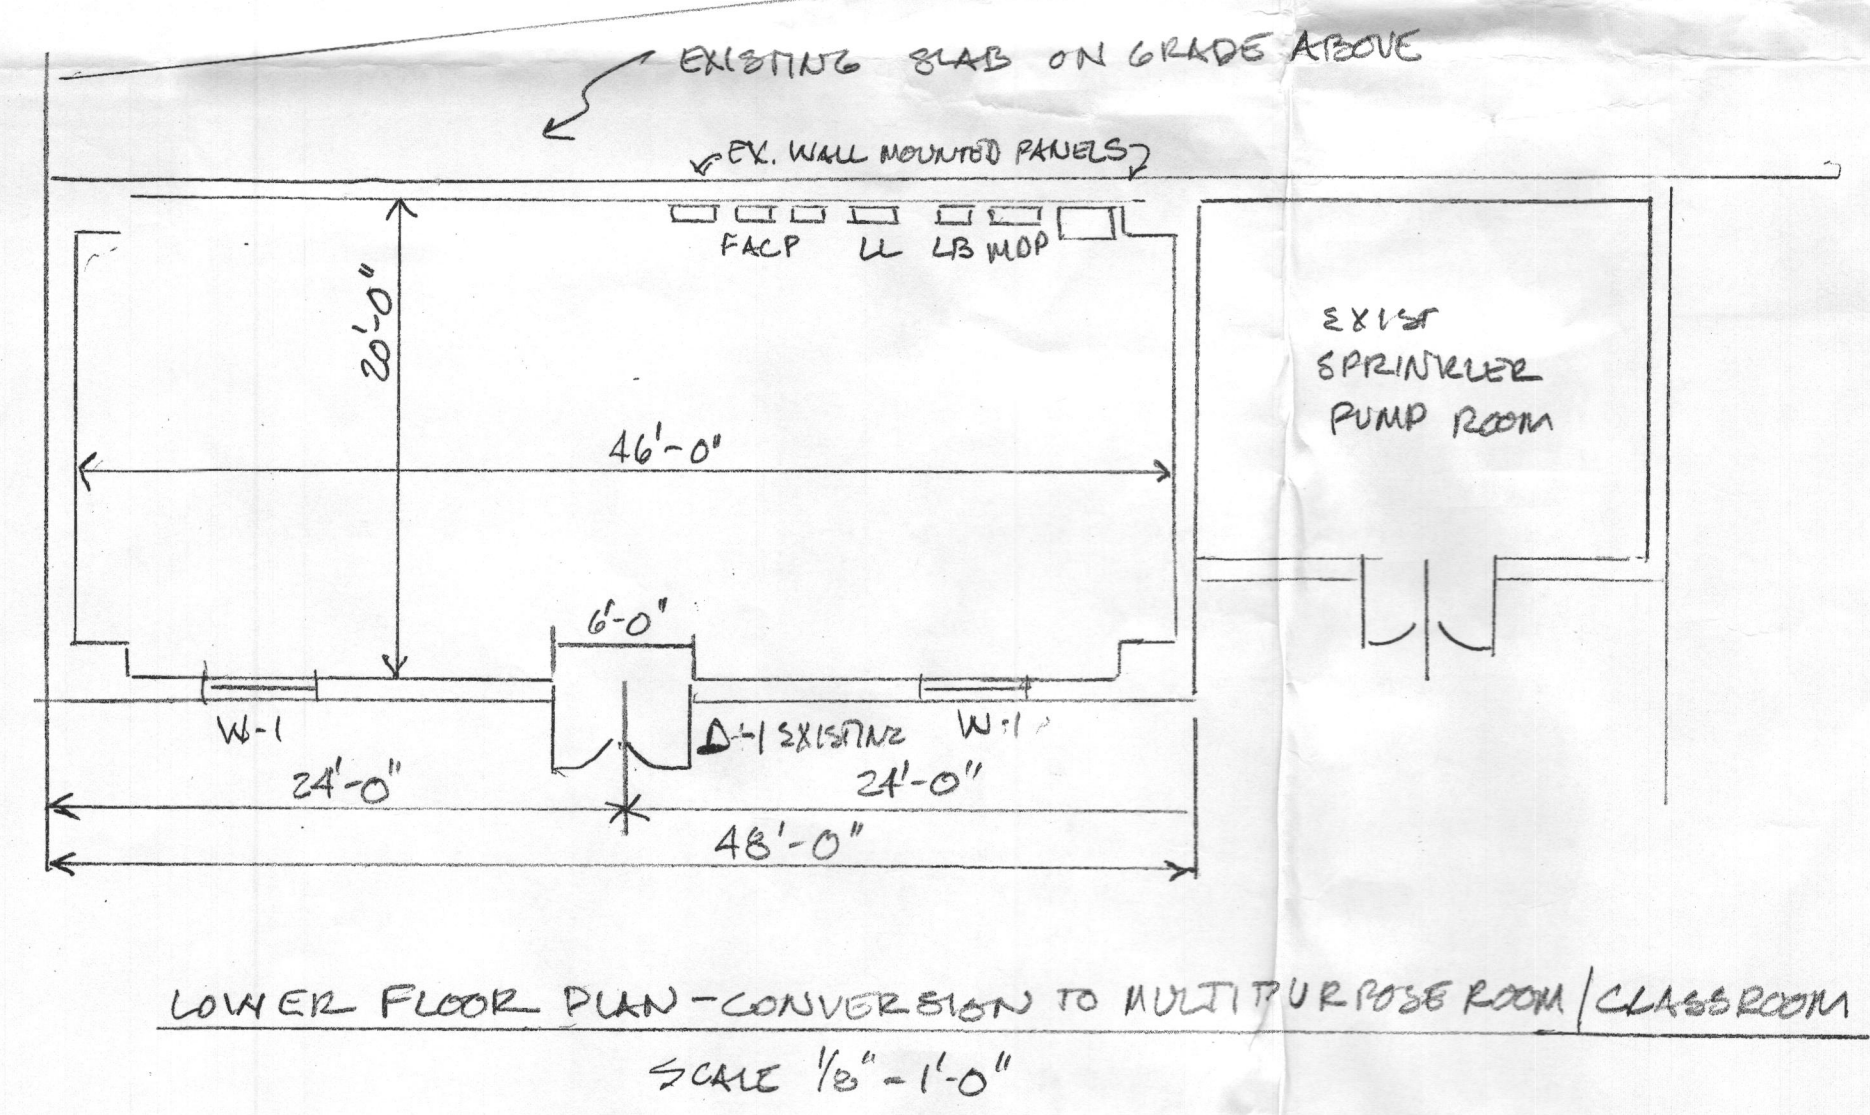 EXISTING SLAB ON GRADE ABOVE
EX. WALL MOUNTED PANELS
FACP LL LB MDP
20'-0"
EXIST
SPRINKLER
PUMP ROOM
46'-0"
6'-0"
W-1
D-1 EXISTING
W-1
24'-0"
24'-0"
48'-0"
LOWER FLOOR PLAN-CONVERSION TO MULTIPURPOSE ROOM/CLASSROOM
SCALE 1/8"-1'-0"